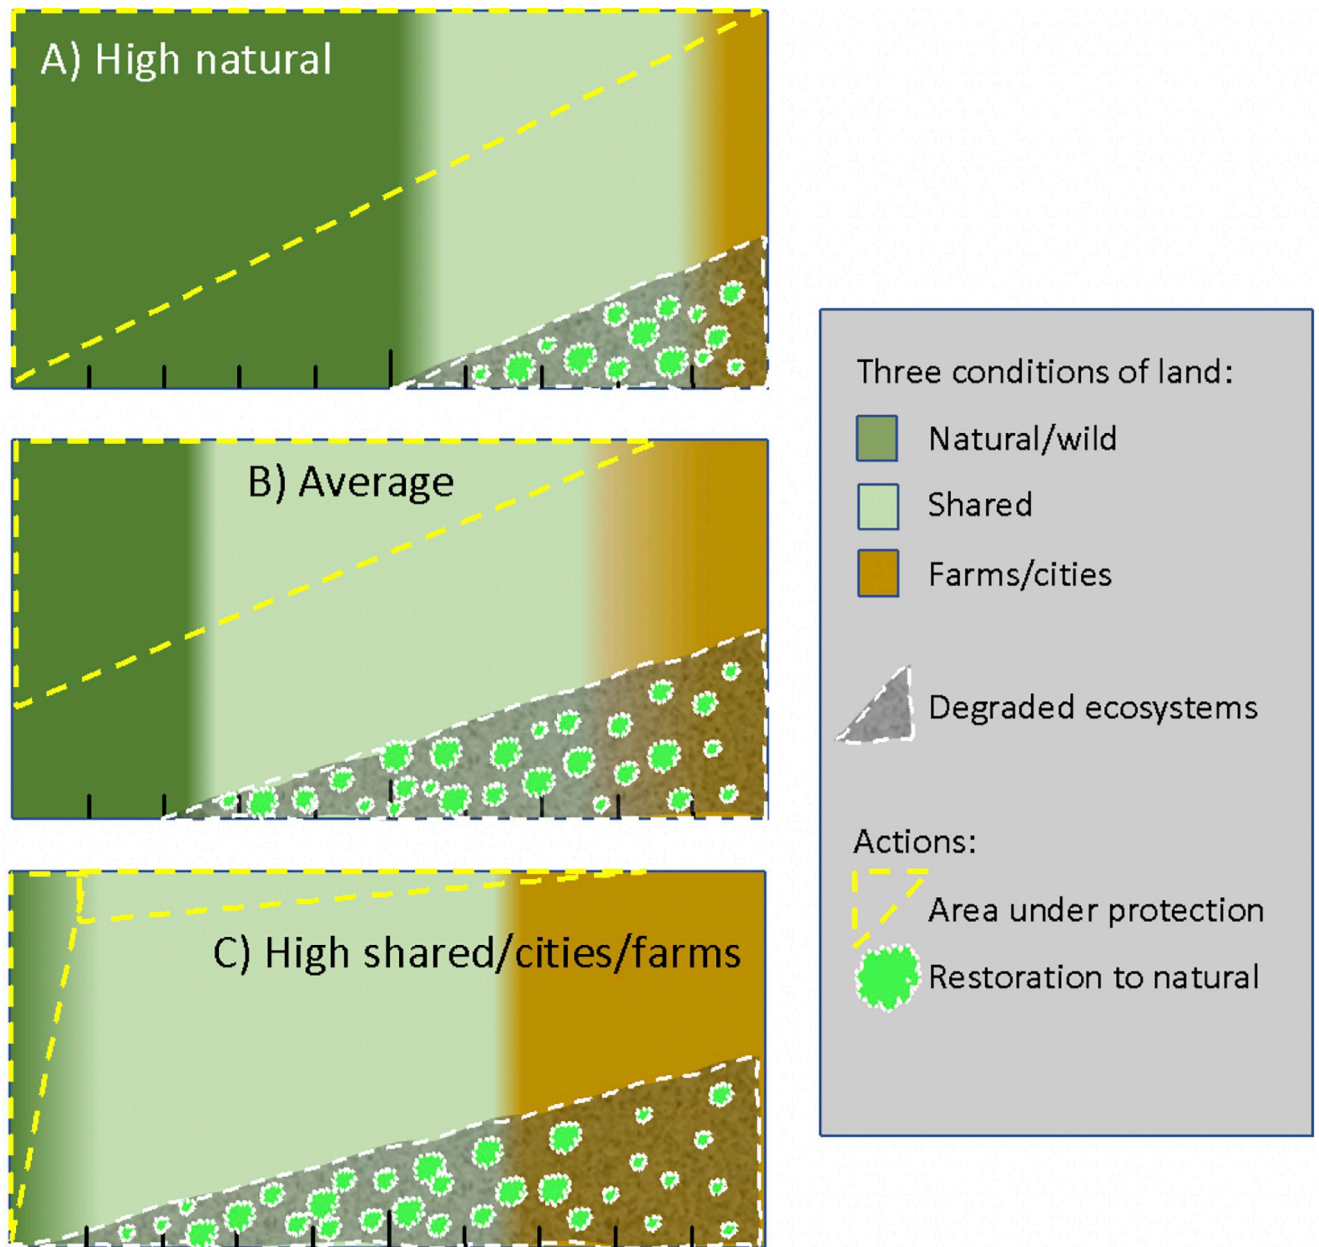 A) High natural
B) Average
C) High shared/cities/farms
Three conditions of land:
Natural/wild
Shared
Farms/cities
Degraded ecosystems
Actions:
Area under protection
Restoration to natural